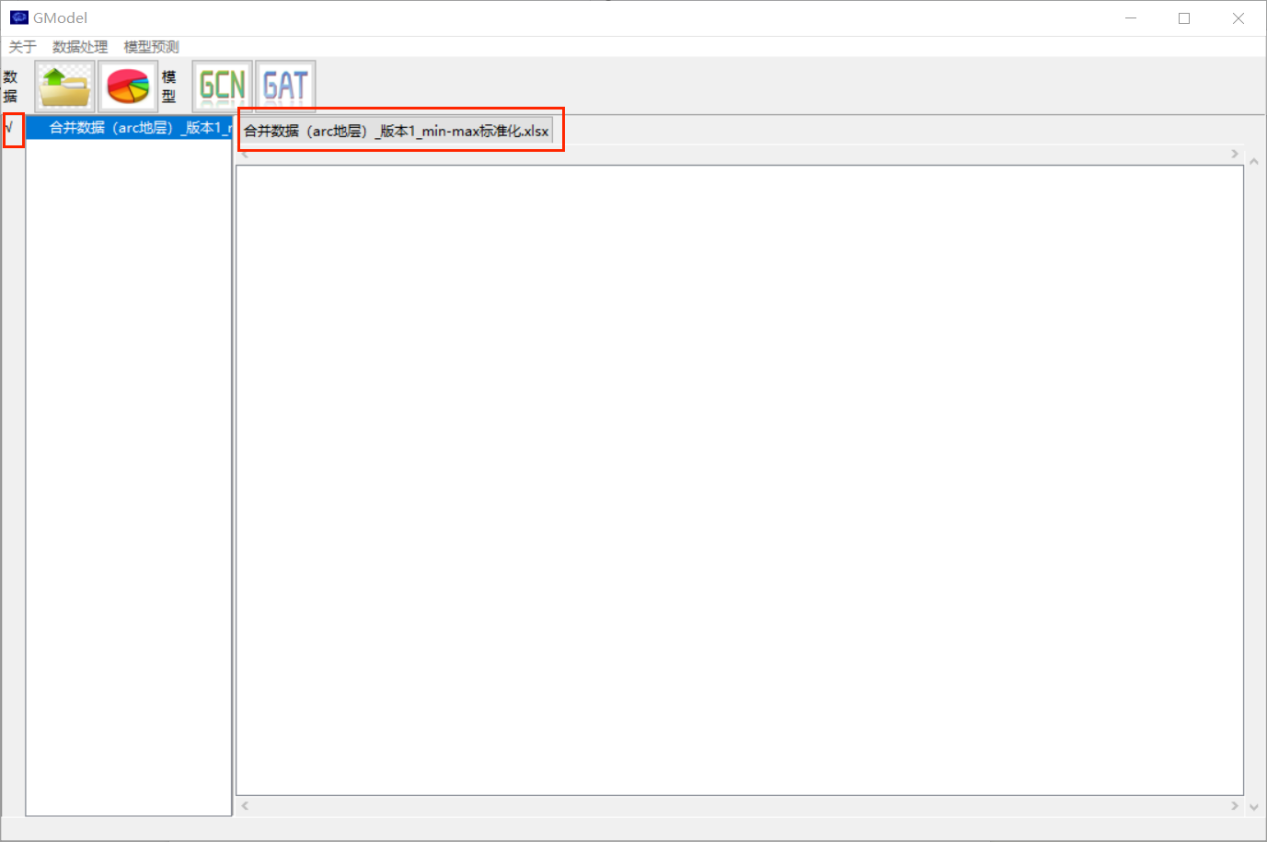 GModel
关于 数据处理 模型预测
数据
模型
GCN
GAT
√
合并数据（arc地层）_版本1_
合并数据（arc地层）_版本1_min-max标准化.xlsx